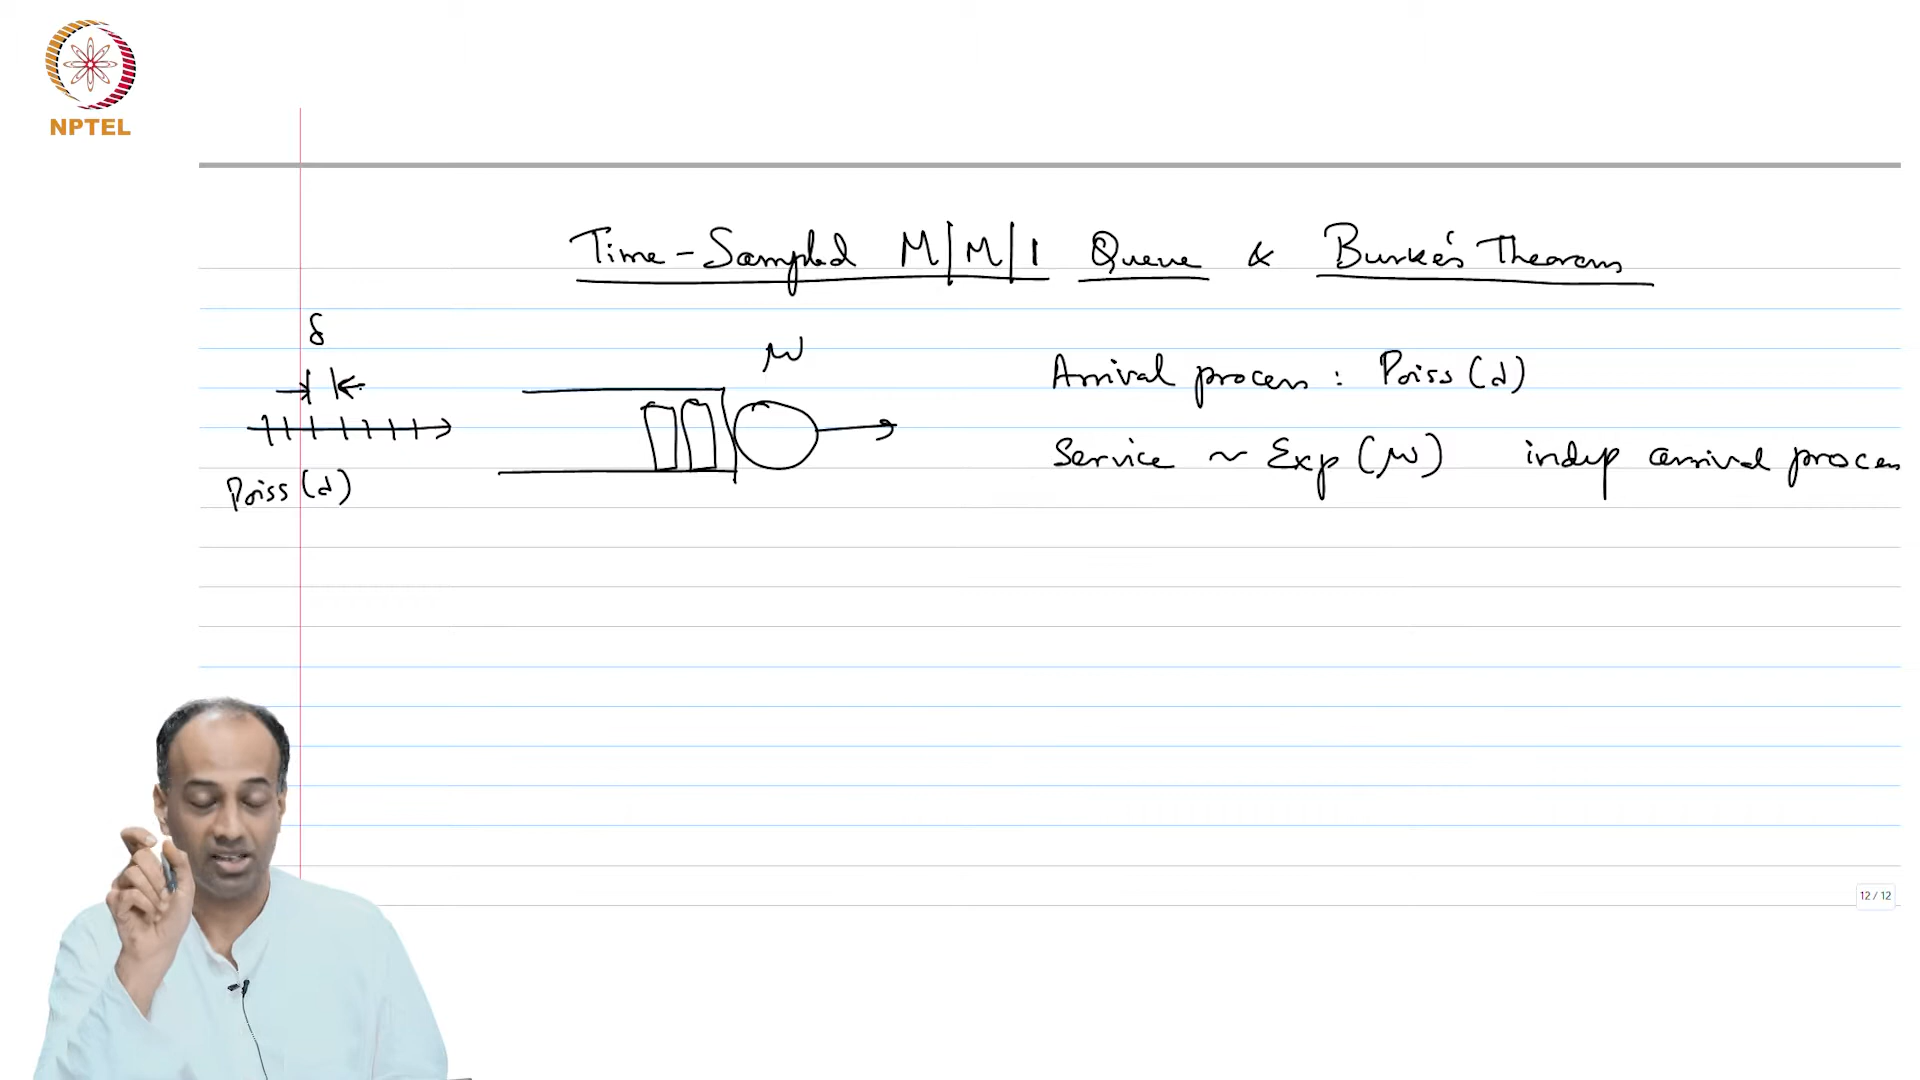 NPTEL
Time-Sampled M/M/1 Queue & Burke's Theorem
δ
μ
Arrival process : Poiss (λ)
Service ~ Exp (μ) indep arrival process
Poiss (λ)
12 / 12